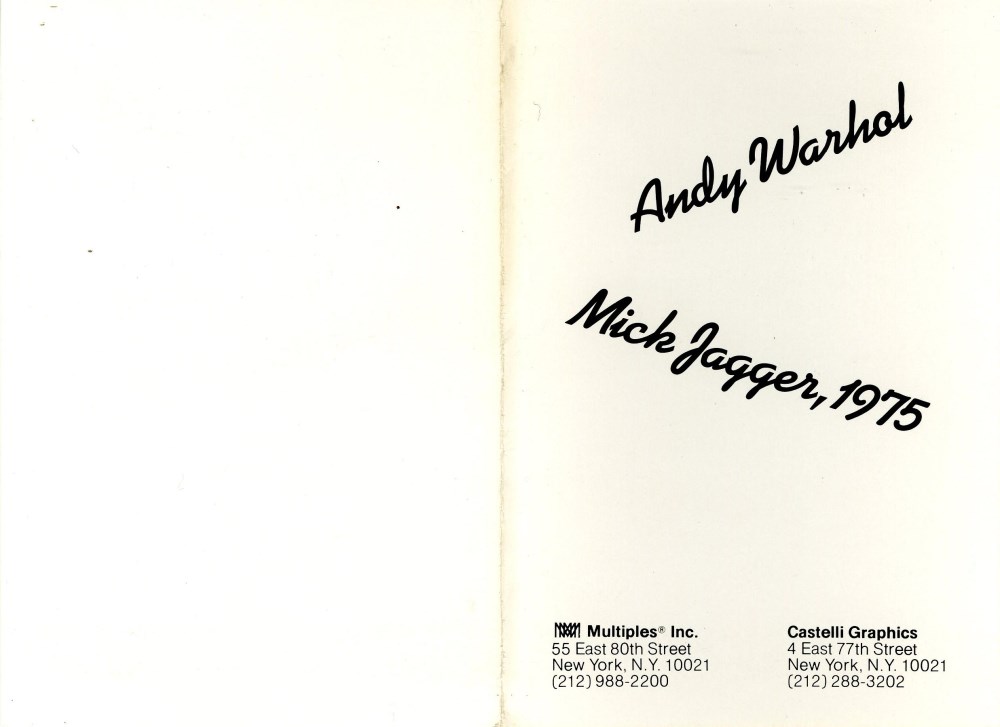 Andy Warhol
Mick Jagger, 1975
Multiples® Inc.
55 East 80th Street
New York, N.Y. 10021
(212) 988-2200
Castelli Graphics
4 East 77th Street
New York, N.Y. 10021
(212) 288-3202